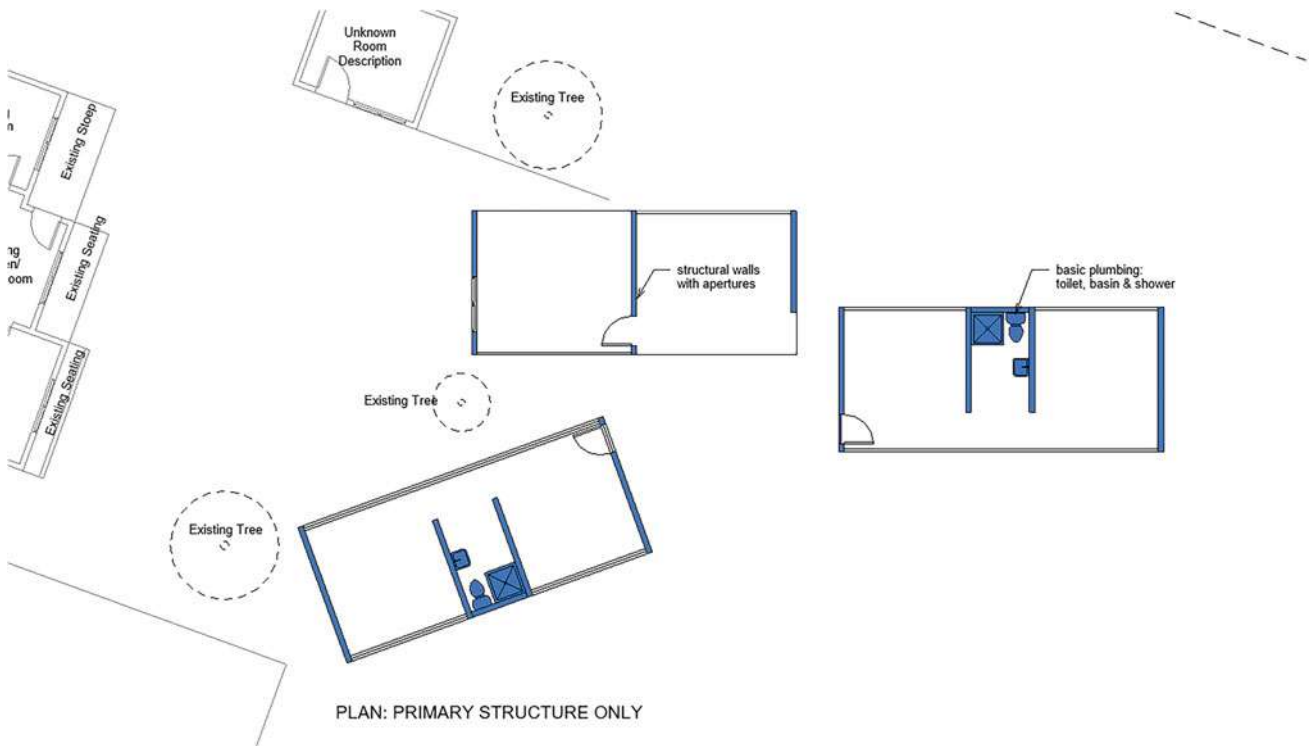 Unknown
Room
Description
Existing Tree
Existing Stoep
Existing Seating
structural walls
with apertures
basic plumbing:
toilet, basin & shower
Existing Tree
Existing Seating
Existing Tree
PLAN: PRIMARY STRUCTURE ONLY